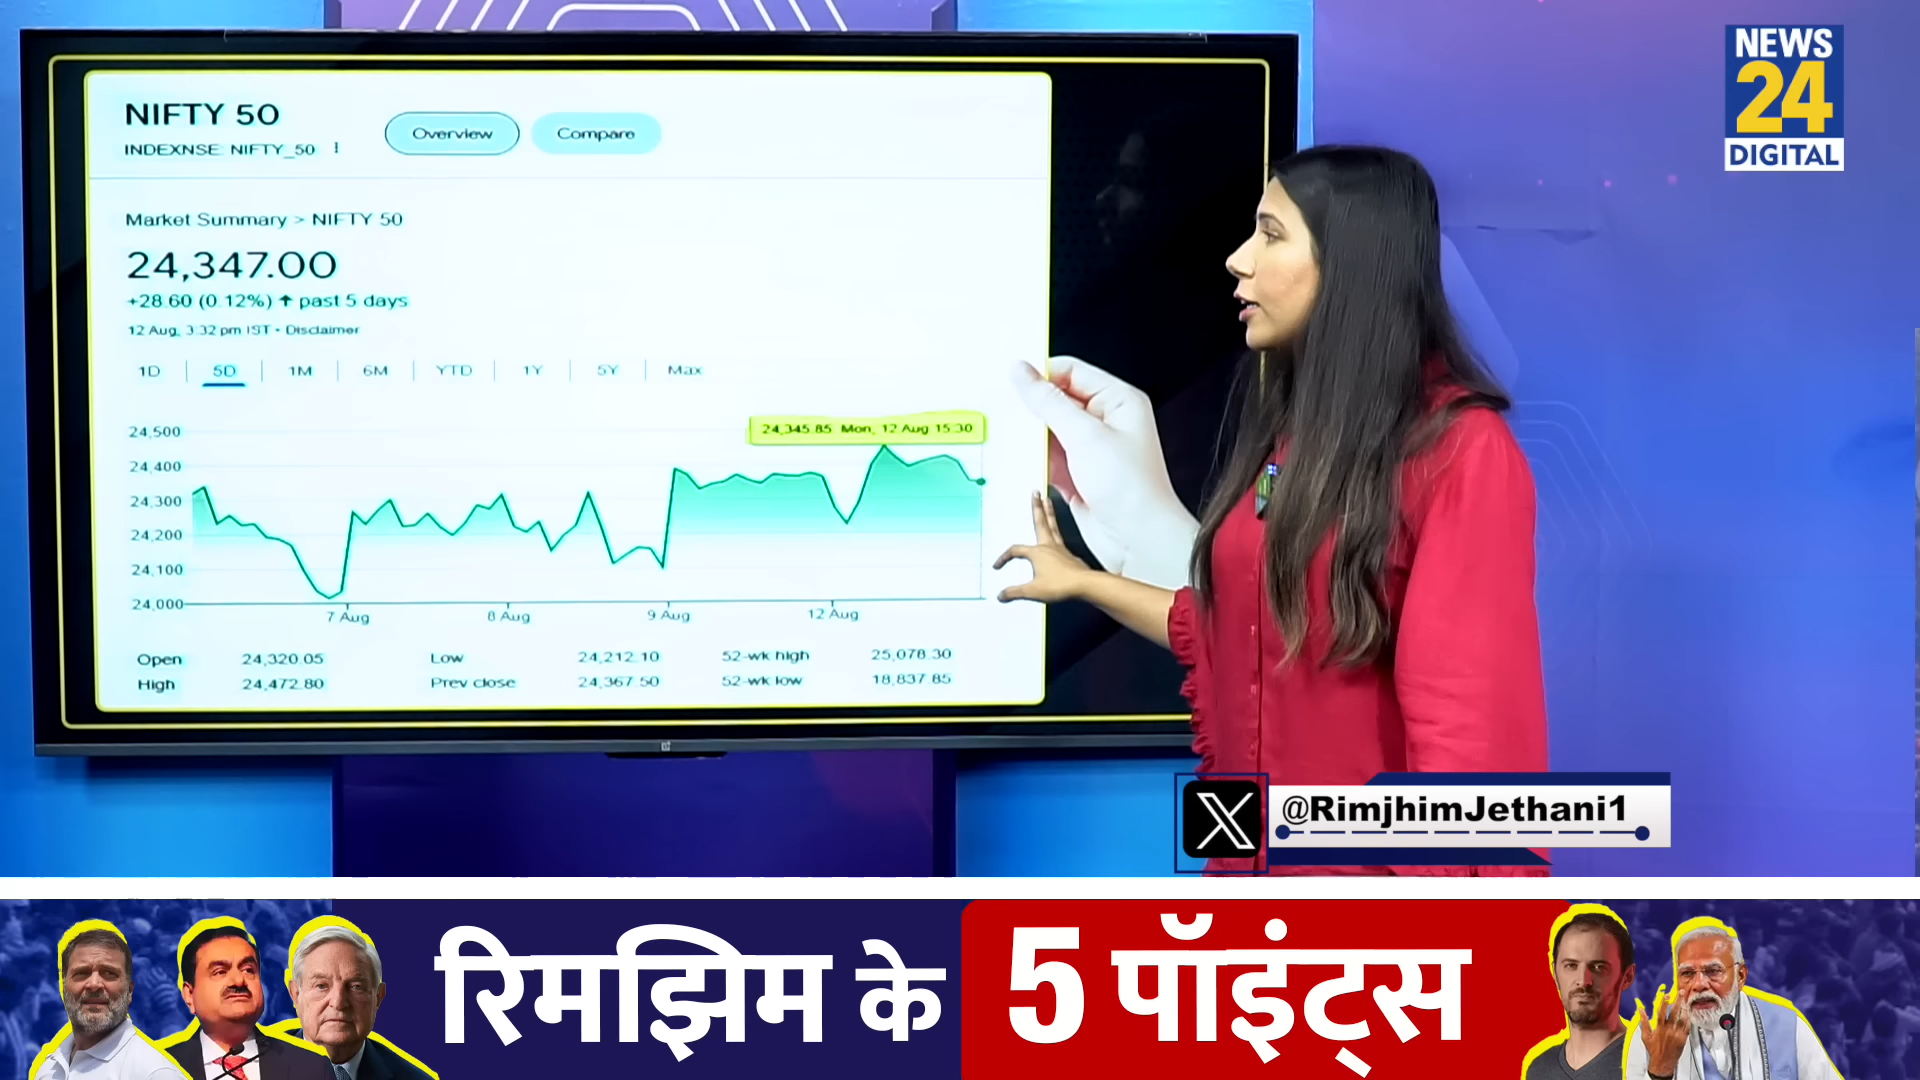 NEWS
24
DIGITAL
NIFTY 50
INDEXNSE: NIFTY_50
Overview
Compare
Market Summary > NIFTY 50
24,347.00
+28.60 (0.12%) ↑ past 5 days
12 Aug, 3:32 pm IST • Disclaimer
1D 5D 1M 6M YTD 1Y 5Y Max
24,345.85 Mon, 12 Aug 15:30
24,500
24,400
24,300
24,200
24,100
24,000
7 Aug 8 Aug 9 Aug 12 Aug
Open 24,320.05 Low 24,212.10 52-wk high 25,078.30
High 24,472.80 Prev close 24,367.50 52-wk low 18,837.85
X @RimjhimJethani1
रिमझिम के 5 पॉइंट्स